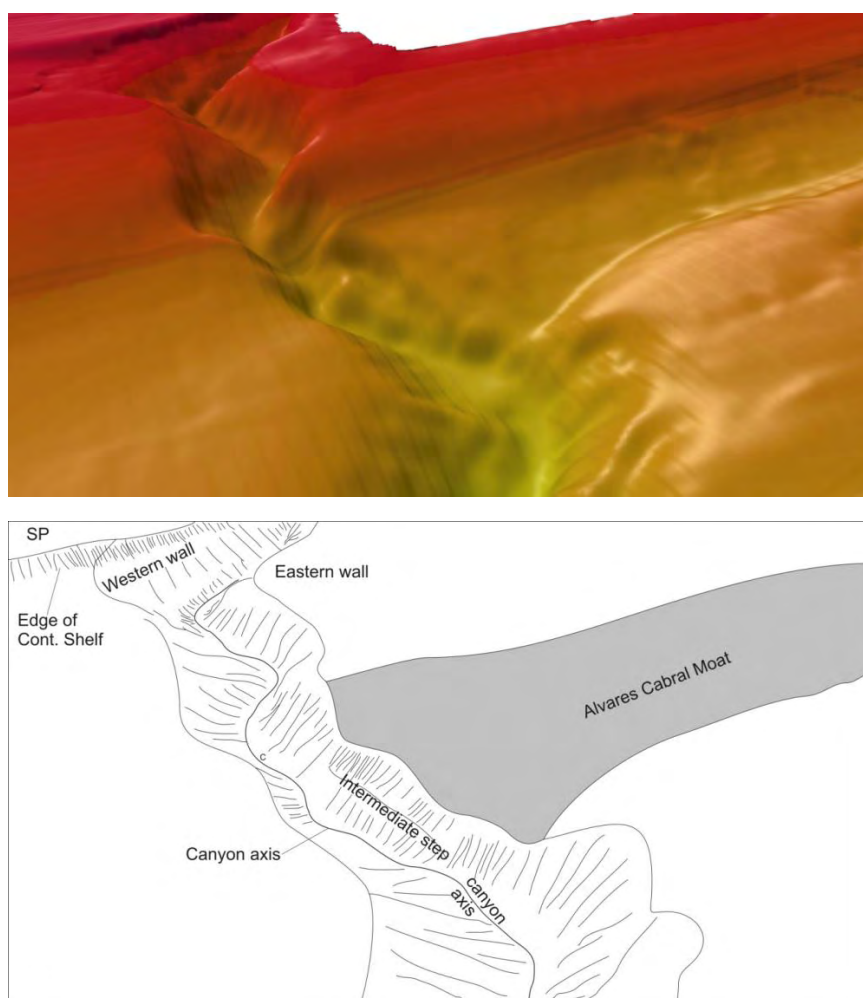 SP
Western wall
Eastern wall
Edge of
Cont. Shelf
Alvares Cabral Moat
c
Intermediate step
Canyon axis
canyon
axis